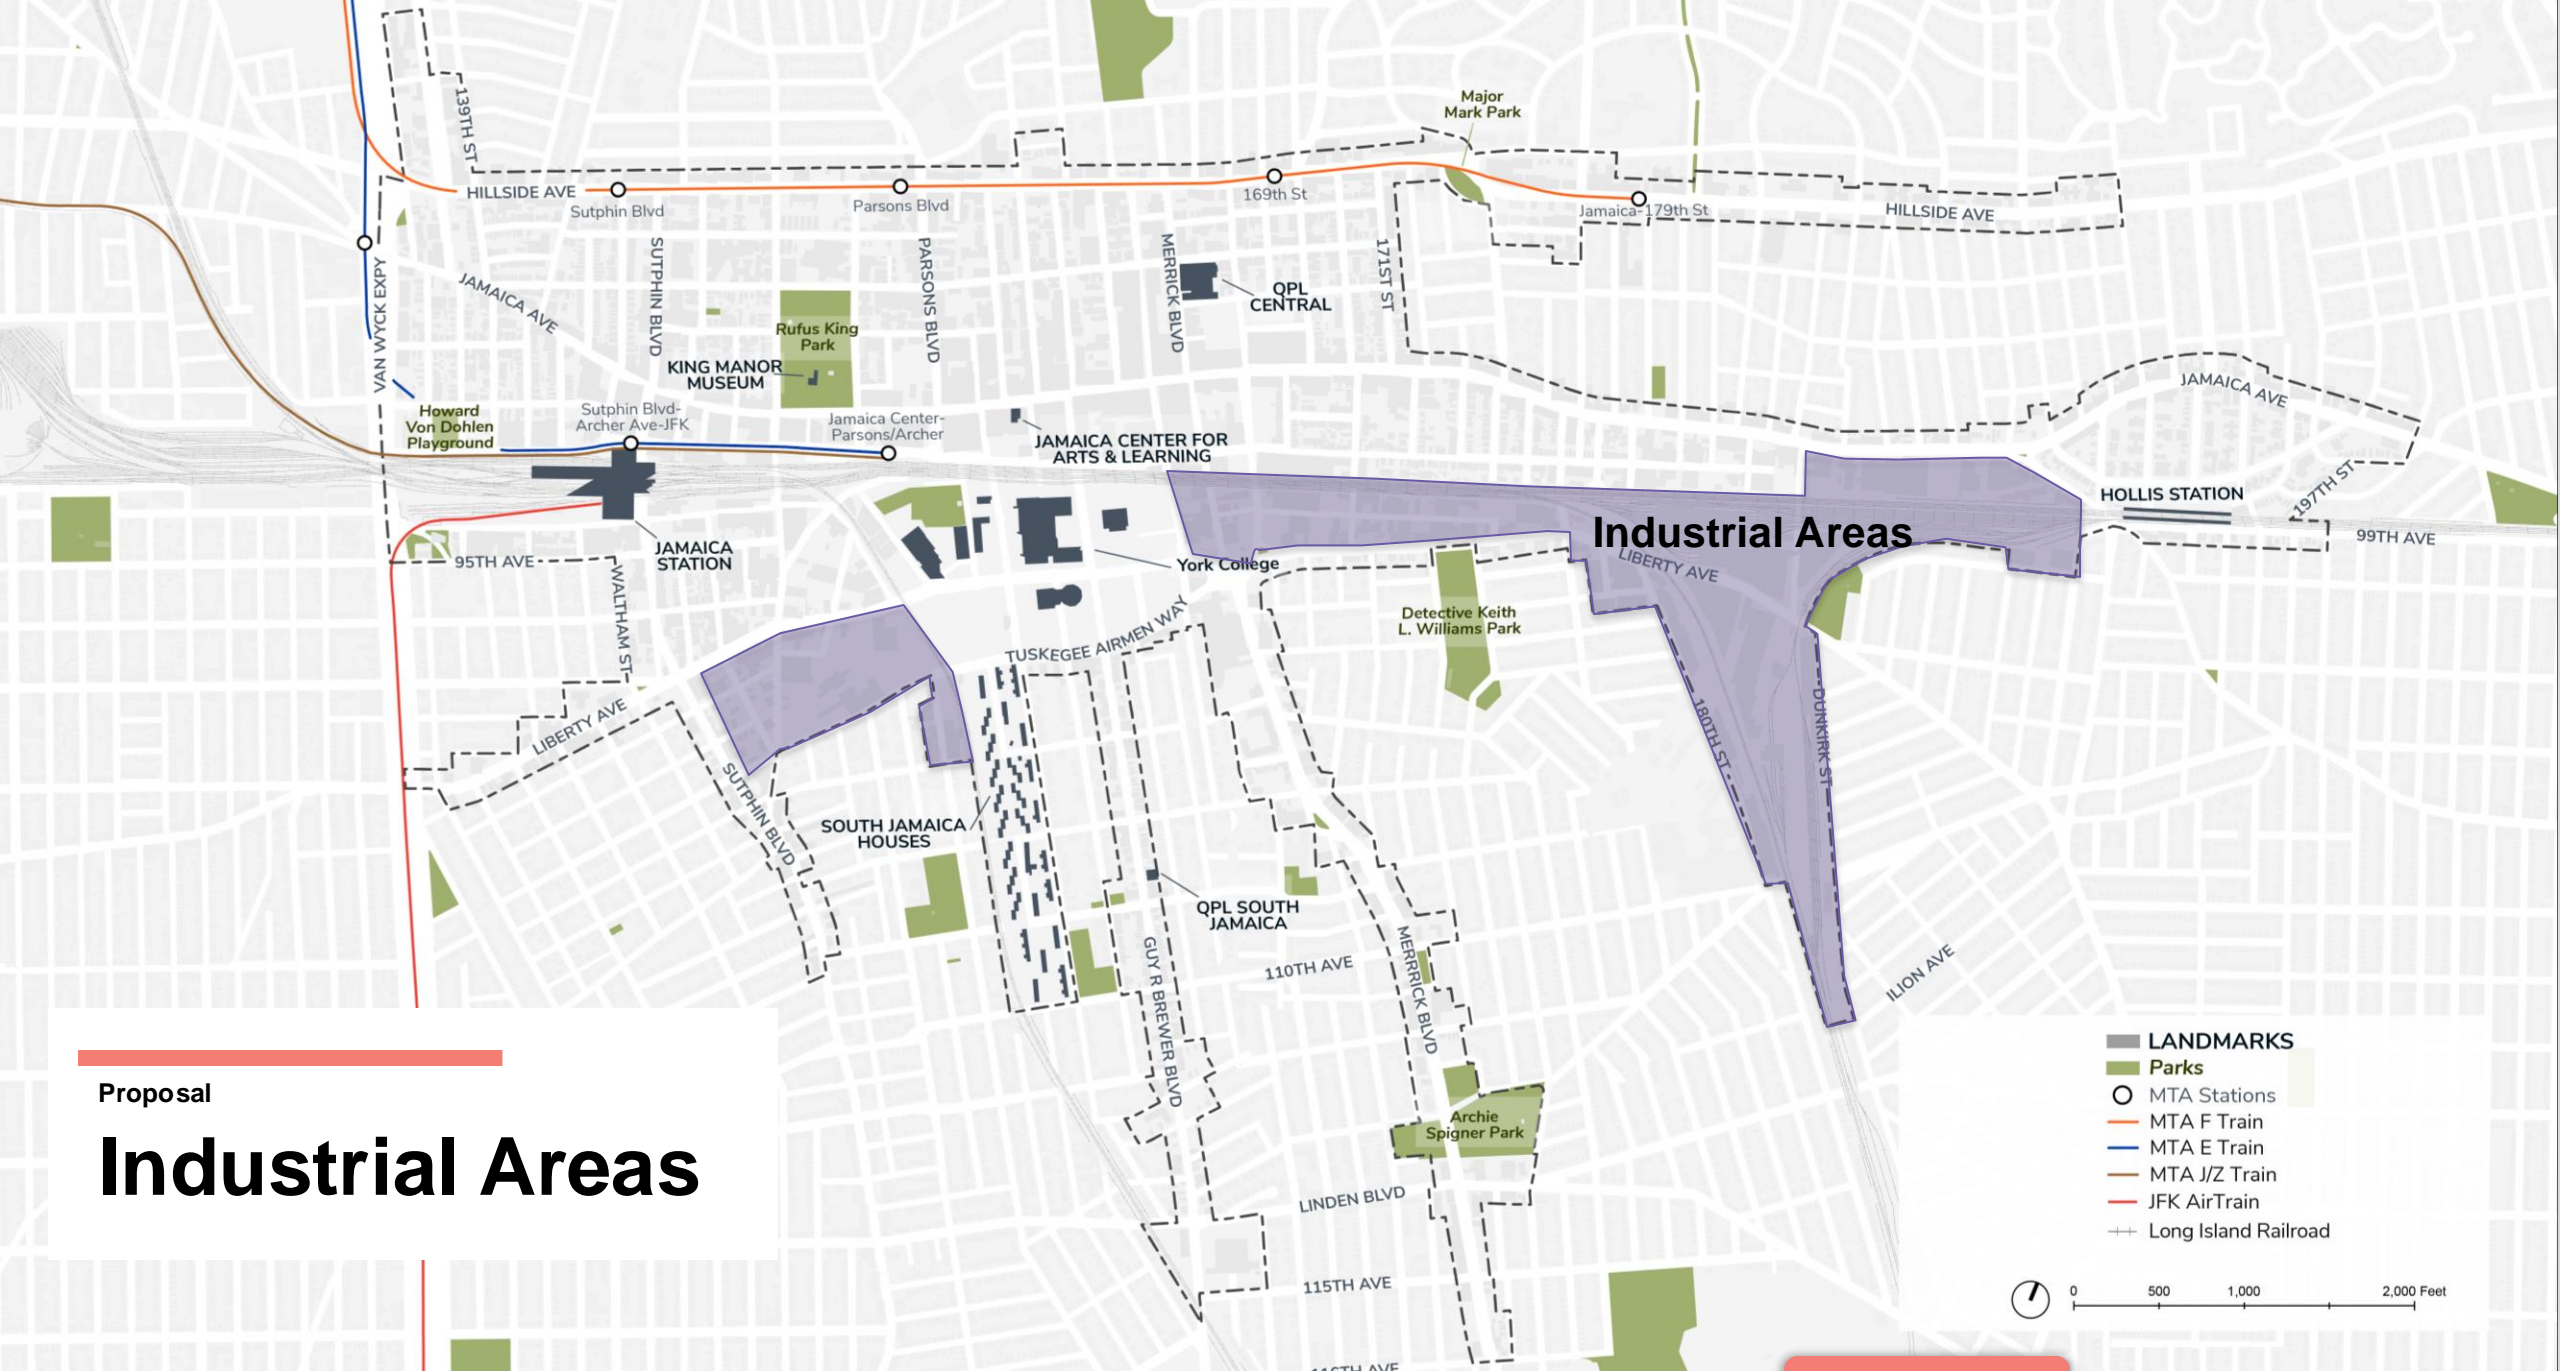 Major
Mark Park
139TH ST
HILLSIDE AVE
Sutphin Blvd
Parsons Blvd
169th St
Jamaica-179th St
HILLSIDE AVE
VAN WYCK EXPY
JAMAICA AVE
SUTPHIN BLVD
PARSONS BLVD
MERRICK BLVD
171ST ST
QPL
CENTRAL
Rufus King
Park
KING MANOR
MUSEUM
JAMAICA AVE
Howard
Von Dohlen
Playground
Sutphin Blvd-
Archer Ave-JFK
Jamaica Center-
Parsons/Archer
JAMAICA CENTER FOR
ARTS & LEARNING
HOLLIS STATION
197TH ST
99TH AVE
Industrial Areas
LIBERTY AVE
JAMAICA
STATION
95TH AVE
WALTHAM ST
York College
TUSKEGEE AIRMEN WAY
Detective Keith
L. Williams Park
180TH ST
DUNKIRK ST
LIBERTY AVE
SUTPHIN BLVD
SOUTH JAMAICA
HOUSES
QPL SOUTH
JAMAICA
GUY R BREWER BLVD
110TH AVE
MERRRICK BLVD
ILION AVE
Archie
Spigner Park
LINDEN BLVD
115TH AVE
Proposal
Industrial Areas
LANDMARKS
Parks
MTA Stations
MTA F Train
MTA E Train
MTA J/Z Train
JFK AirTrain
Long Island Railroad
0 500 1,000 2,000 Feet